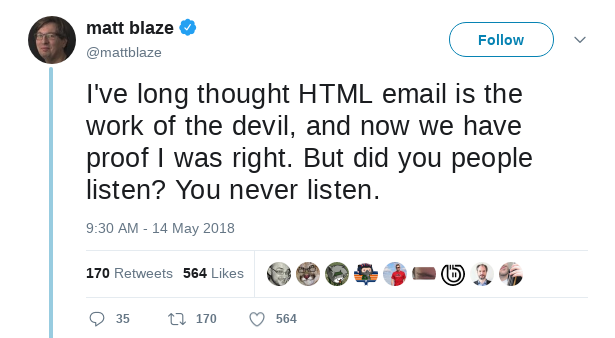 matt blaze
@mattblaze
Follow
I've long thought HTML email is the
work of the devil, and now we have
proof I was right. But did you people
listen? You never listen.
9:30 AM - 14 May 2018
170 Retweets 564 Likes
35 170 564